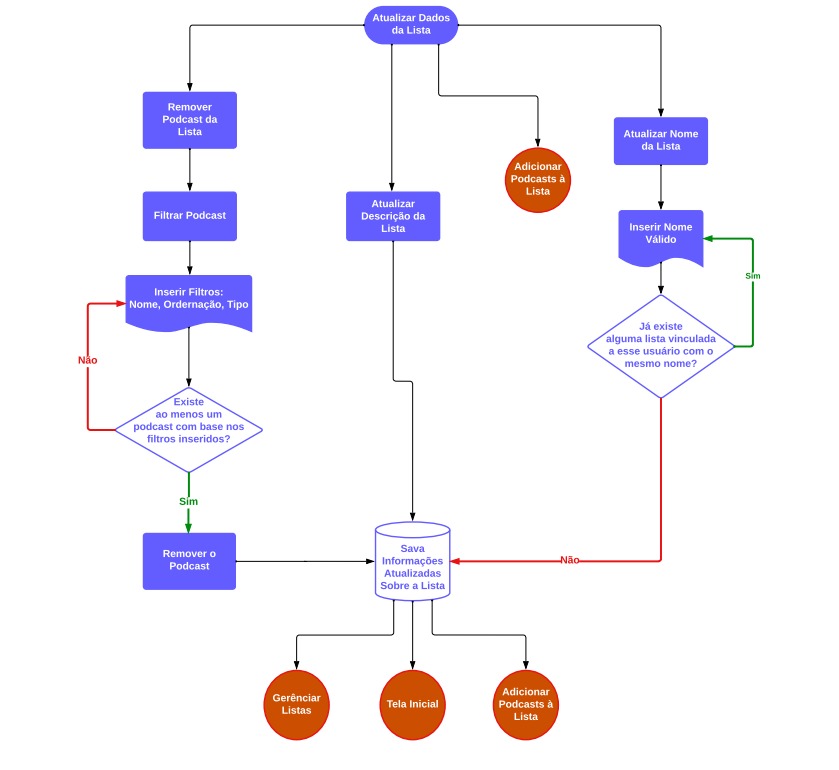 Atualizar Dados
da Lista
Remover
Podcast da
Lista
Atualizar Nome
da Lista
Adicionar
Podcasts à
Lista
Filtrar Podcast
Atualizar
Descrição da
Lista
Inserir Nome
Válido
Sim
Inserir Filtros:
Nome, Ordernação, Tipo
Não
Já existe
alguma lista vinculada
a esse usuário com o
mesmo nome?
Existe
ao menos um
podcast com base nos
filtros inseridos?
Sim
Remover o
Podcast
Sava
Informações
Atualizadas
Sobre a Lista
Não
Gerênciar
Listas
Tela Inicial
Adicionar
Podcasts à
Lista